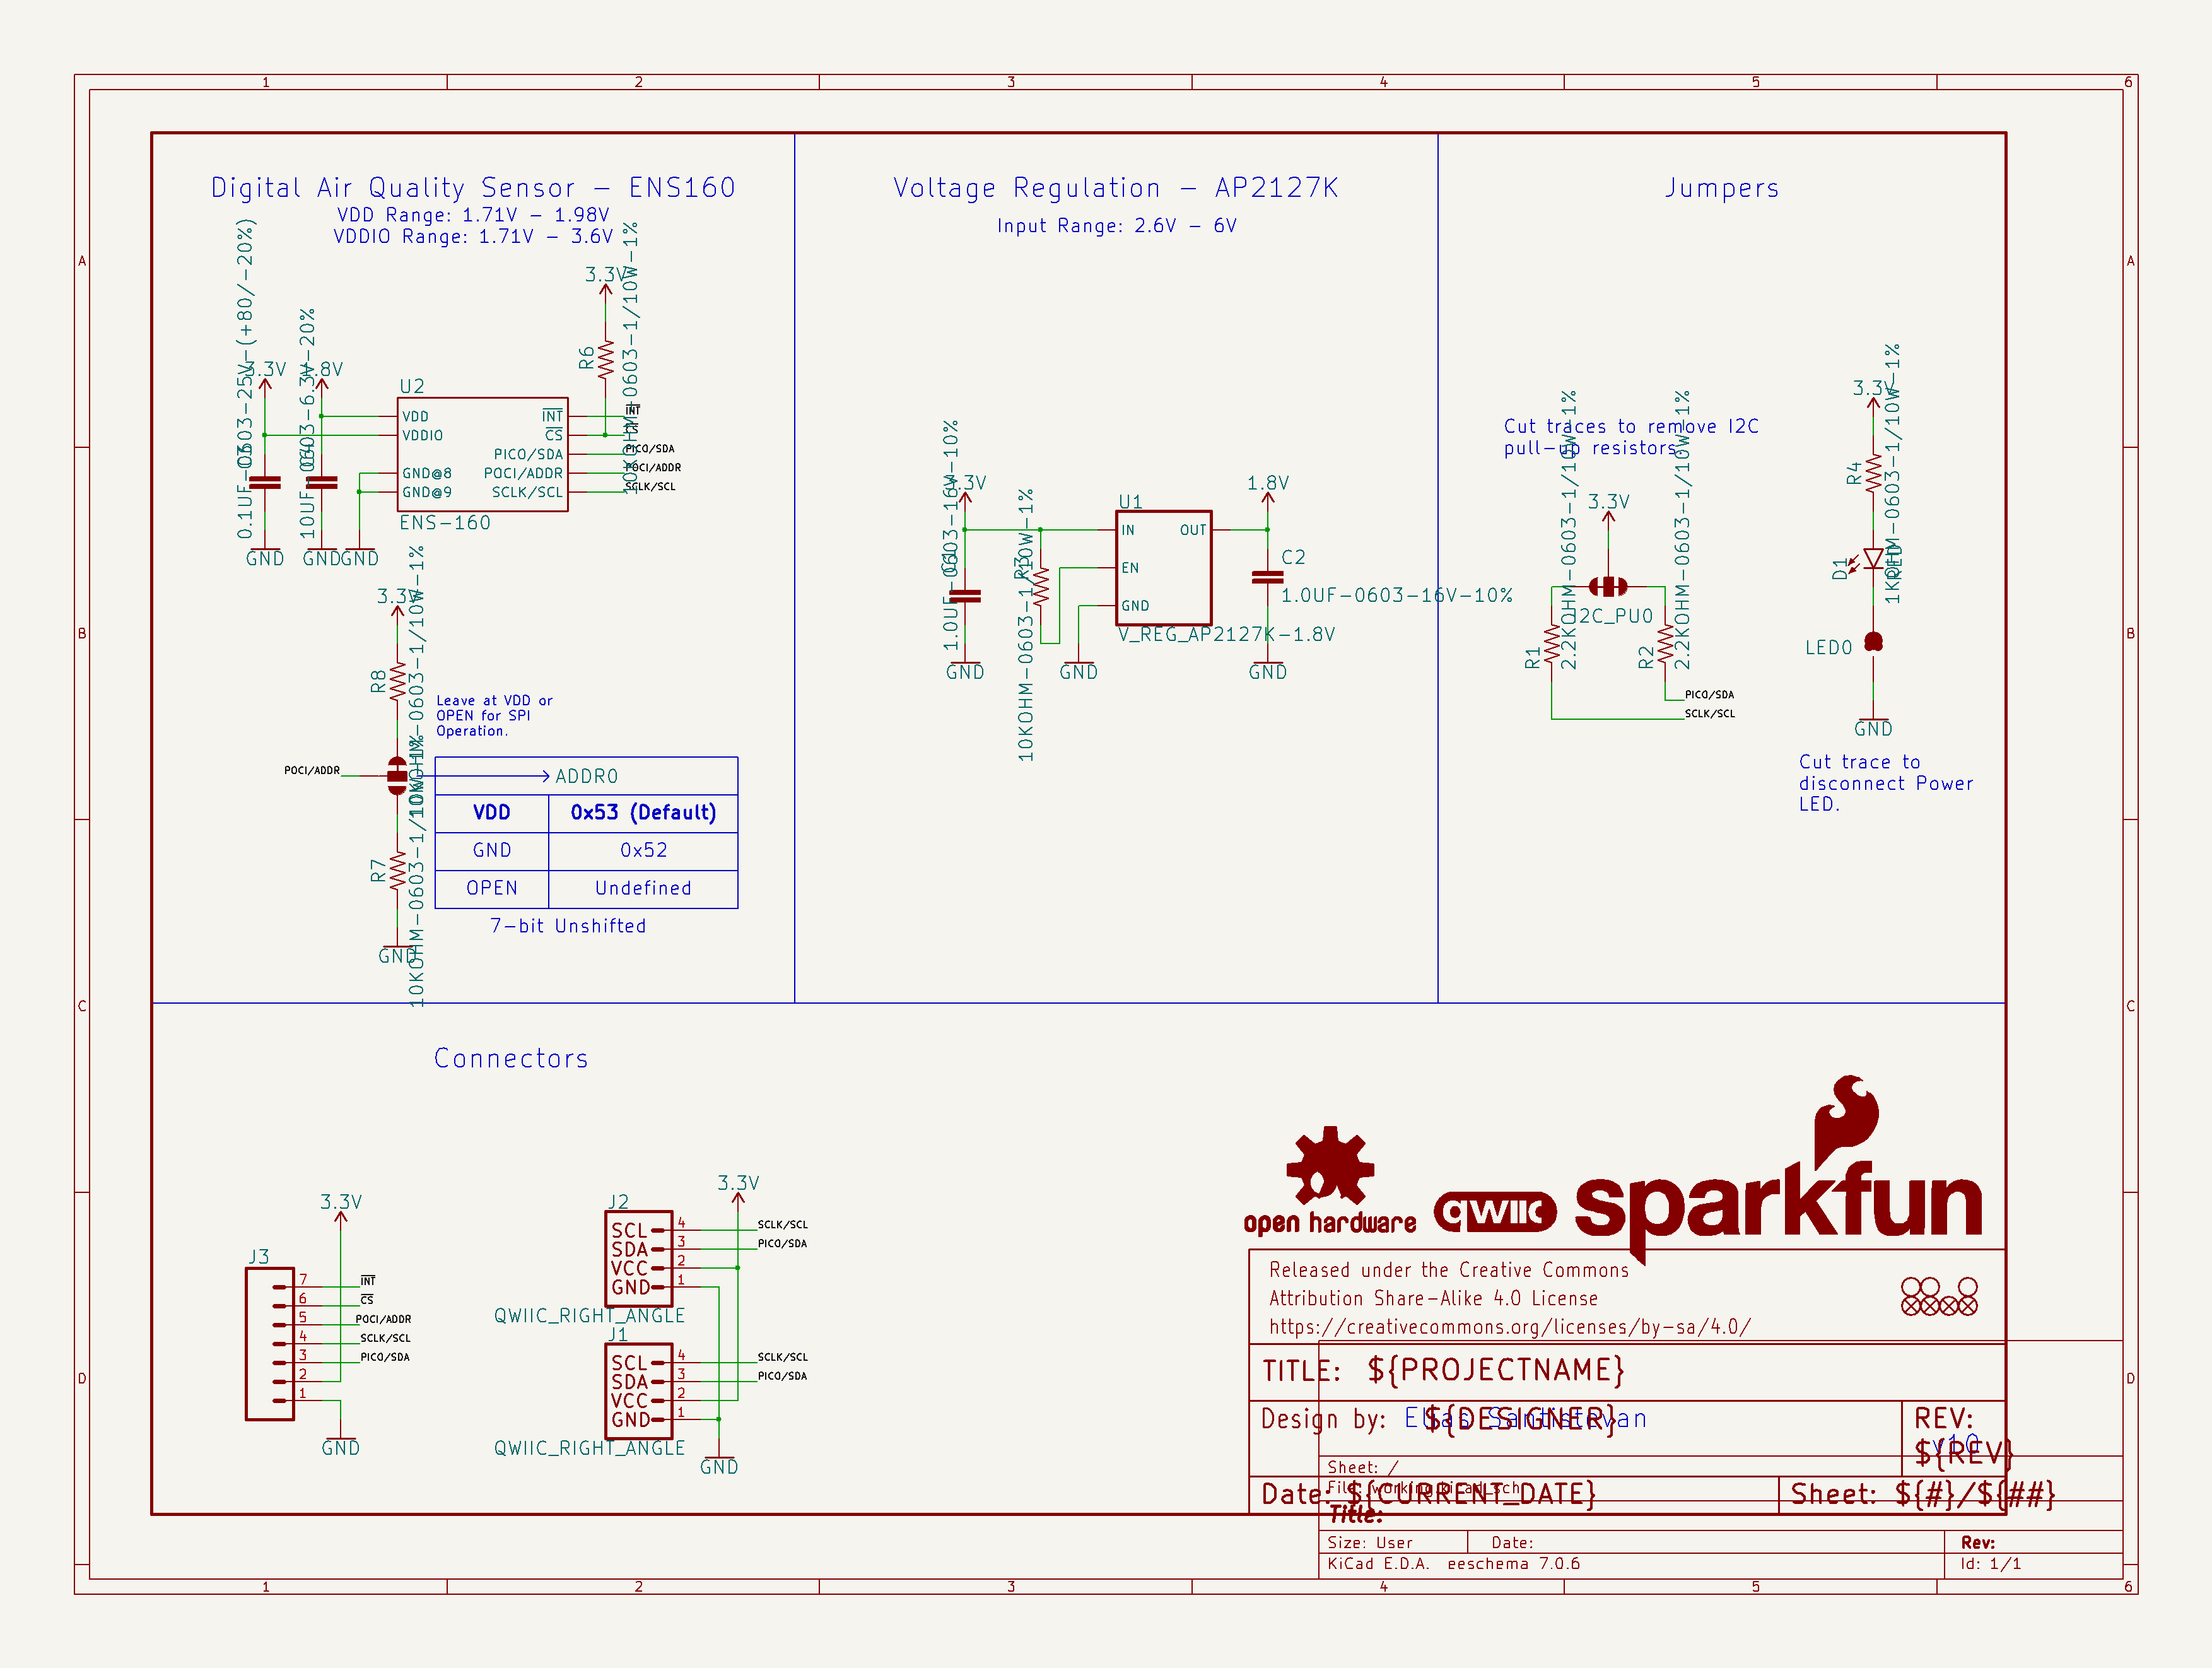 1 2 3 4 5 6
Digital Air Quality Sensor - ENS160
VDD Range: 1.71V - 1.98V
VDDIO Range: 1.71V - 3.6V
3.3V
R6
10KOHM-0603-1/10W-1%
3.3V
0.1UF-0603-25V-(+80/-20%)
1.8V
10UF-0603-6.3V-20%
U2
VDD
VDDIO
GND@8
GND@9
INT
CS
PICO/SDA
POCI/ADDR
SCLK/SCL
INT
CS
PICO/SDA
POCI/ADDR
SCLK/SCL
ENS-160
GND
GND
GND
3.3V
R8
10KOHM-0603-1/10W-1%
Leave at VDD or
OPEN for SPI
Operation.
POCI/ADDR
ADDR0
VDD 0x53 (Default)
GND 0x52
OPEN Undefined
7-bit Unshifted
R7
10KOHM-0603-1/10W-1%
GND
Voltage Regulation - AP2127K
Input Range: 2.6V - 6V
3.3V
1.0UF-0603-16V-10%
R3
10KOHM-0603-1/10W-1%
U1
IN
EN
GND
OUT
V_REG_AP2127K-1.8V
1.8V
C2
1.0UF-0603-16V-10%
GND
GND
GND
Jumpers
Cut traces to remove I2C
pull-up resistors.
3.3V
I2C_PU0
R1
2.2KOHM-0603-1/10W-1%
R2
2.2KOHM-0603-1/10W-1%
PICO/SDA
SCLK/SCL
3.3V
R4
1KOHM-0603-1/10W-1%
D1
RED
LED0
GND
Cut trace to
disconnect Power
LED.
Connectors
3.3V
J3
7 INT
6 CS
5 POCI/ADDR
4 SCLK/SCL
3 PICO/SDA
2
1
GND
3.3V
J2
SCL 4 SCLK/SCL
SDA 3 PICO/SDA
VCC 2
GND 1
QWIIC_RIGHT_ANGLE
J1
SCL 4 SCLK/SCL
SDA 3 PICO/SDA
VCC 2
GND 1
QWIIC_RIGHT_ANGLE
GND
open hardware
qwiic
sparkfun
Released under the Creative Commons
Attribution Share-Alike 4.0 License
https://creativecommons.org/licenses/by-sa/4.0/
TITLE: ${PROJECTNAME}
Design by: Elias Santistevan
${DESIGNER}
REV:
v10
${REV}
Sheet: /
File: working.kicad_sch
Date: ${CURRENT_DATE}
Sheet: ${#}/${##}
Title:
Size: User Date: Rev:
KiCad E.D.A. eeschema 7.0.6 Id: 1/1
1 2 3 4 5 6
A
B
C
D
A
B
C
D